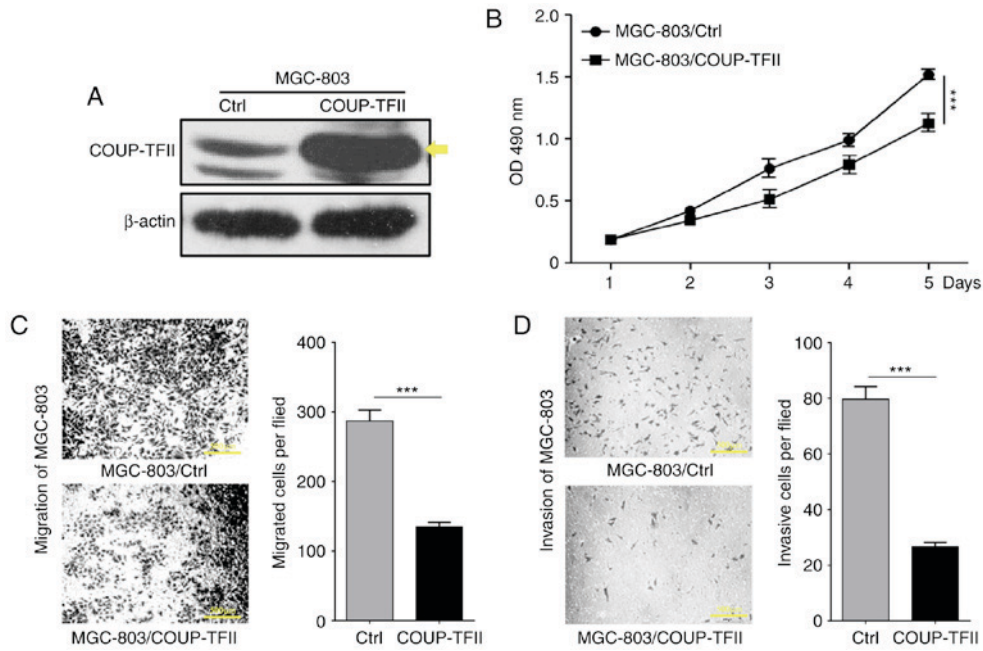 A
MGC-803
Ctrl COUP-TFII
COUP-TFII
β-actin
B
MGC-803/Ctrl
MGC-803/COUP-TFII
OD 490 nm
2.0
1.5
1.0
0.5
0
1 2 3 4 5 Days
***
C
Migration of MGC-803
MGC-803/Ctrl
MGC-803/COUP-TFII
Migrated cells per flied
400
300
200
100
0
***
Ctrl COUP-TFII
D
Invasion of MGC-803
MGC-803/Ctrl
MGC-803/COUP-TFII
Invasive cells per flied
100
80
60
40
20
0
***
Ctrl COUP-TFII